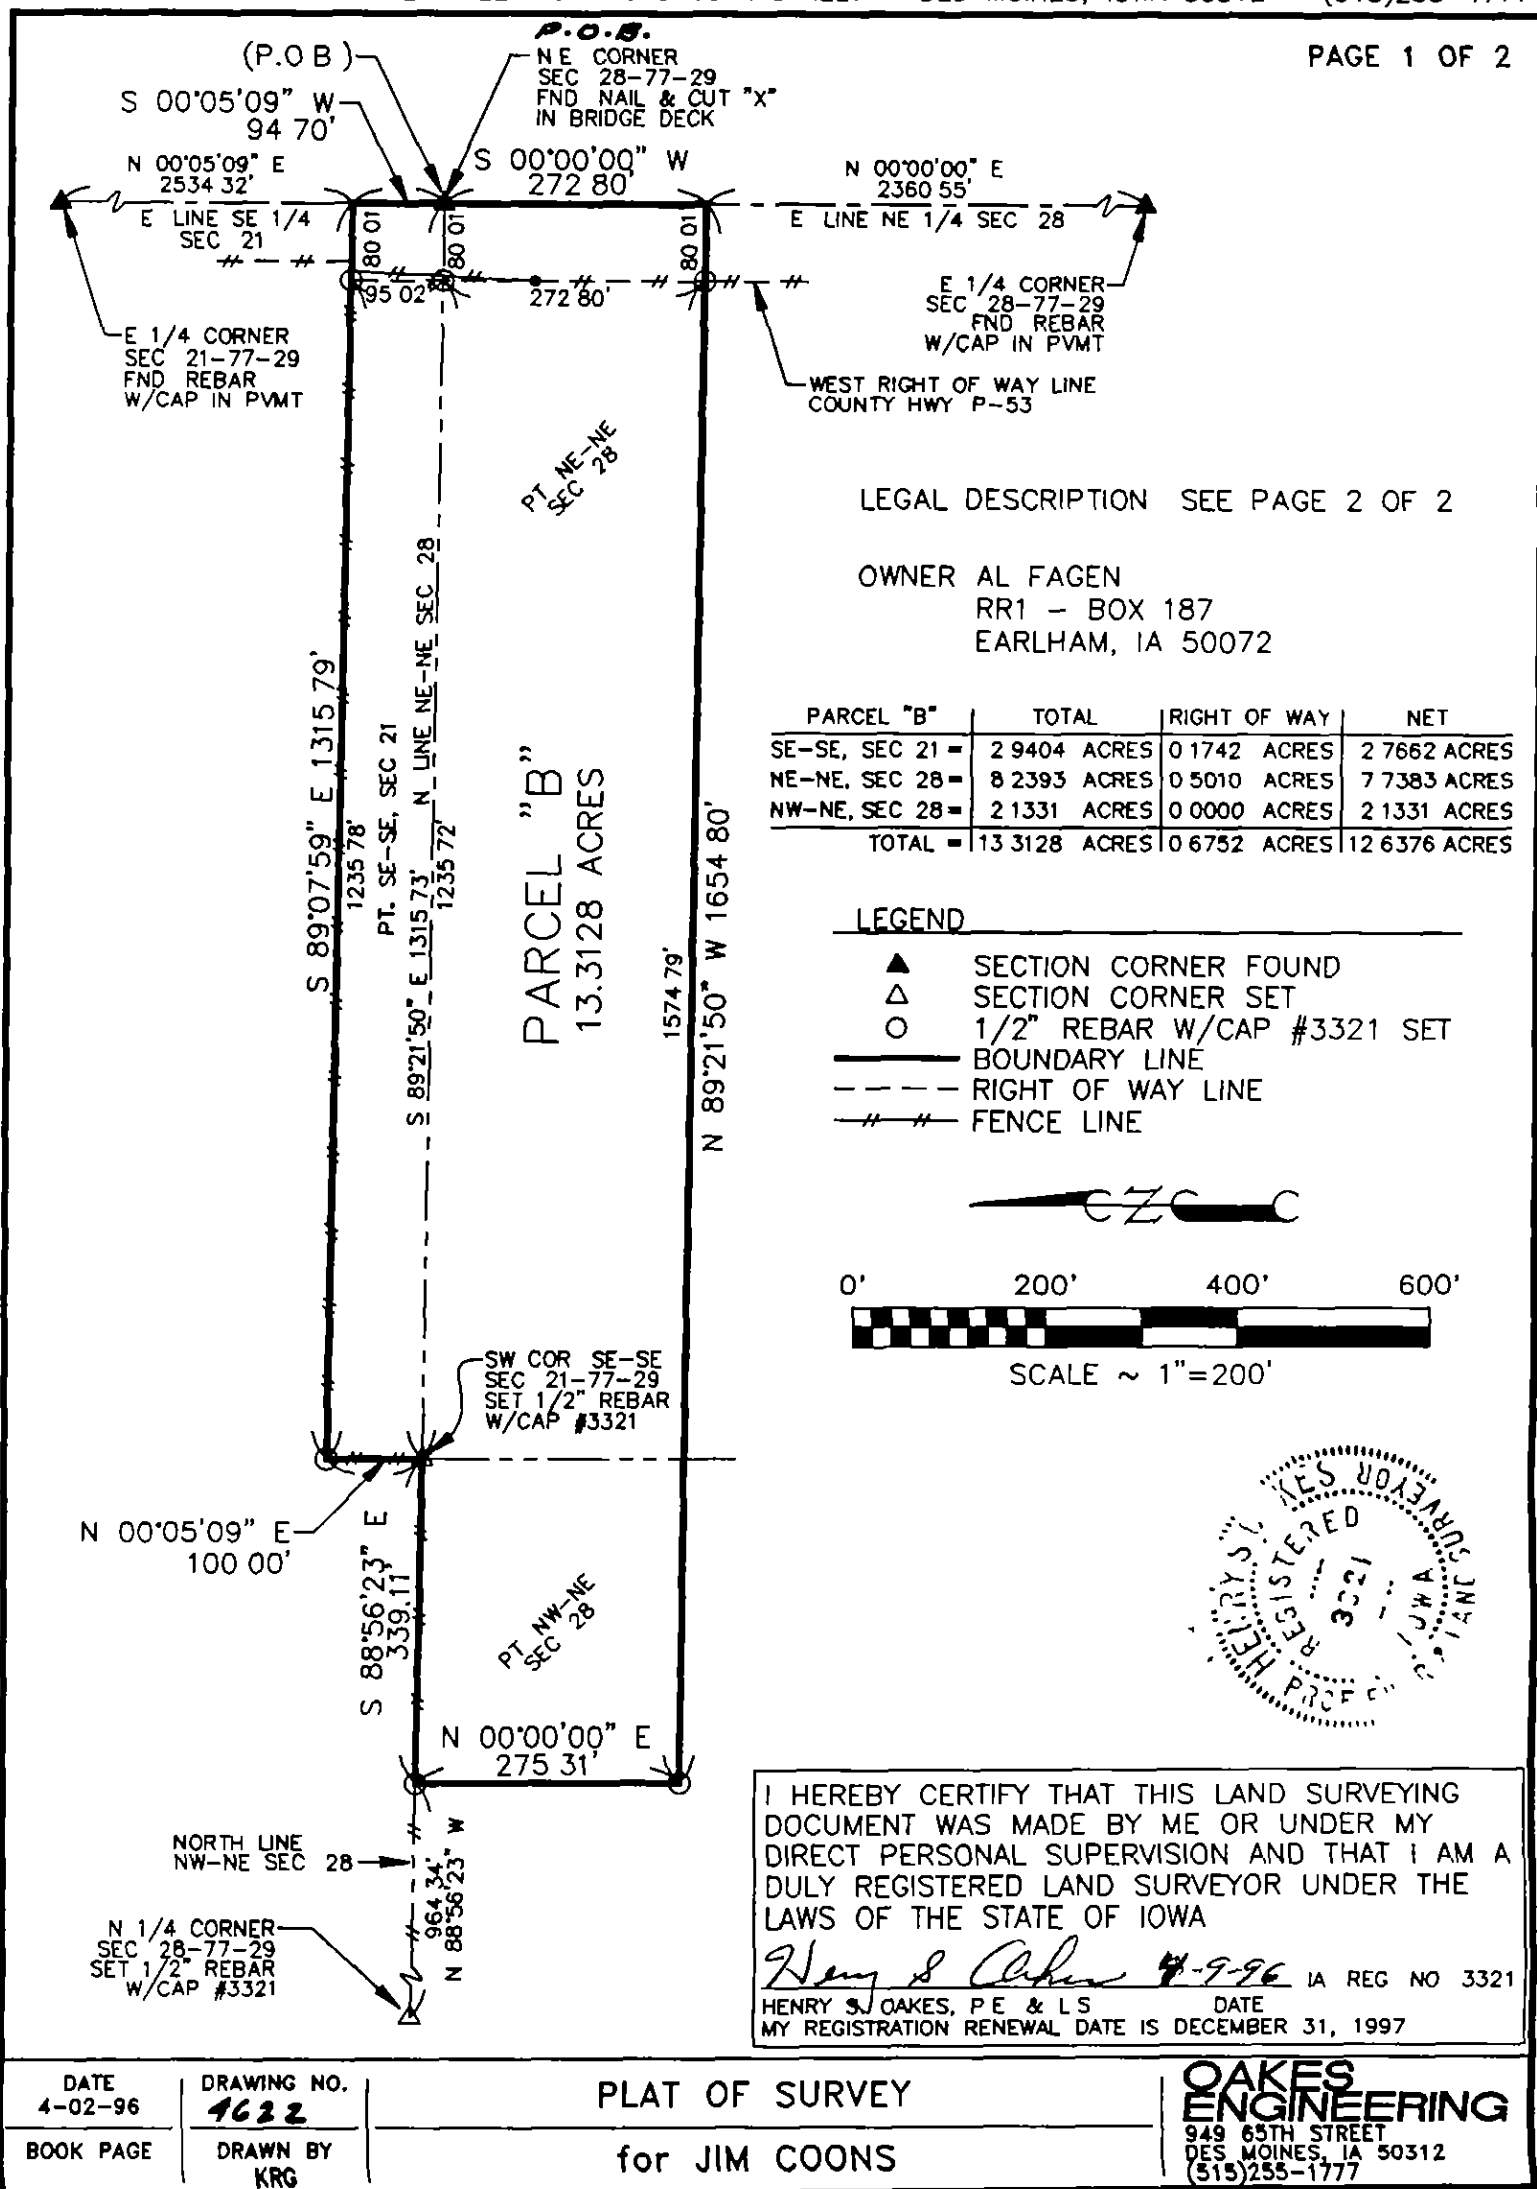 PAGE 1 OF 2
P.O.B.
(P.O B )
N E CORNER
SEC 28-77-29
FND NAIL & CUT "X"
IN BRIDGE DECK
S 00°05'09" W
94 70'
N 00°05'09" E
2534 32'
E LINE SE 1/4
SEC 21
S 00°00'00" W
272 80'
N 00°00'00" E
2360 55'
E LINE NE 1/4 SEC 28
80 01
80 01
80 01
95 02'
272 80'
E 1/4 CORNER
SEC 21-77-29
FND REBAR
W/CAP IN PVMT
E 1/4 CORNER
SEC 28-77-29
FND REBAR
W/CAP IN PVMT
WEST RIGHT OF WAY LINE
COUNTY HWY P-53
PT NE-NE
SEC 28
LEGAL DESCRIPTION SEE PAGE 2 OF 2
OWNER AL FAGEN
RR1 - BOX 187
EARLHAM, IA 50072
PARCEL "B" TOTAL RIGHT OF WAY NET
SE-SE, SEC 21 = 2 9404 ACRES 0 1742 ACRES 2 7662 ACRES
NE-NE, SEC 28 = 8 2393 ACRES 0 5010 ACRES 7 7383 ACRES
NW-NE, SEC 28 = 2 1331 ACRES 0 0000 ACRES 2 1331 ACRES
TOTAL = 13 3128 ACRES 0 6752 ACRES 12 6376 ACRES
S 89°07'59" E 1315 79'
1235 78'
PT. SE-SE, SEC 21
S 89°21'50" E 1315 73' N LINE NE-NE SEC 28
1235 72'
PARCEL "B"
13.3128 ACRES
1574 79'
N 89°21'50" W 1654 80'
LEGEND
SECTION CORNER FOUND
SECTION CORNER SET
1/2" REBAR W/CAP #3321 SET
BOUNDARY LINE
RIGHT OF WAY LINE
FENCE LINE
0' 200' 400' 600'
SCALE ~ 1"=200'
SW COR SE-SE
SEC 21-77-29
SET 1/2" REBAR
W/CAP #3321
N 00°05'09" E
100 00'
S 88°56'23" E
339.11'
PT NW-NE
SEC 28
N 00°00'00" E
275 31'
NORTH LINE
NW-NE SEC 28
964 34'
N 88°56'23" W
N 1/4 CORNER
SEC 28-77-29
SET 1/2" REBAR
W/CAP #3321
REGISTERED
I HEREBY CERTIFY THAT THIS LAND SURVEYING
DOCUMENT WAS MADE BY ME OR UNDER MY
DIRECT PERSONAL SUPERVISION AND THAT I AM A
DULY REGISTERED LAND SURVEYOR UNDER THE
LAWS OF THE STATE OF IOWA
4-9-96 IA REG NO 3321
HENRY S. OAKES, P E & L S DATE
MY REGISTRATION RENEWAL DATE IS DECEMBER 31, 1997
DATE
4-02-96
DRAWING NO.
4622
BOOK PAGE
DRAWN BY
KRG
PLAT OF SURVEY
for JIM COONS
OAKES
ENGINEERING
949 65TH STREET
DES MOINES, IA 50312
(515)255-1777